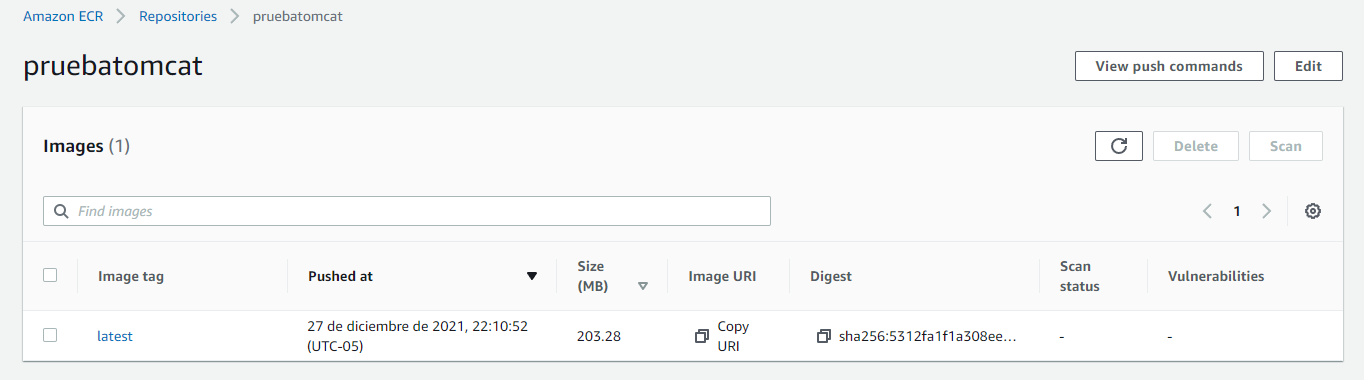 Amazon ECR > Repositories > pruebatomcat
pruebatomcat
View push commands
Edit
Images (1)
Delete
Scan
Find images
1
Image tag
Pushed at
Size
(MB)
Image URI
Digest
Scan
status
Vulnerabilities
latest
27 de diciembre de 2021, 22:10:52
(UTC-05)
203.28
Copy
URI
sha256:5312fa1f1a308ee...
-
-